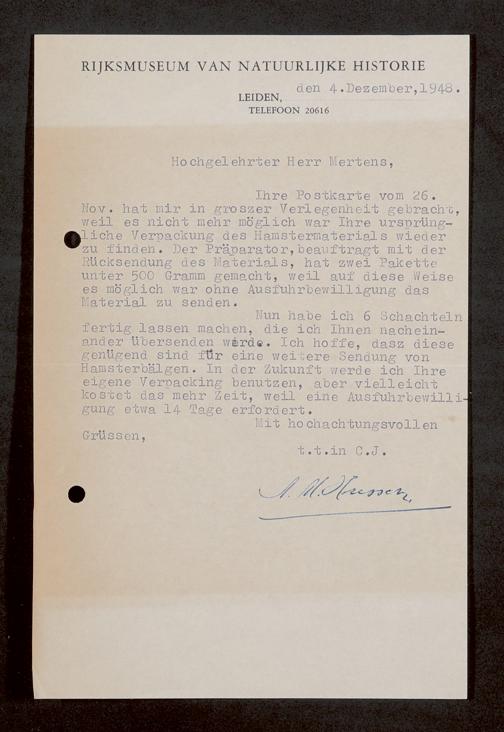 RIJKSMUSEUM VAN NATUURLIJKE HISTORIE
den 4.Dezember,1948.
LEIDEN,
TELEFOON 20616
Hochgelehrter Herr Mertens,
Ihre Postkarte vom 26.
Nov. hat mir in groszer Verlegenheit gebracht,
weil es nicht mehr möglich war Ihre ursprüng-
liche Verpackung des Hamstermaterials wieder
zu finden. Der Präparator,beauftragt mit der
Rücksendung des Materials, hat zwei Pakette
unter 500 Gramm gemacht, weil auf diese Weise
es möglich war ohne Ausfuhrbewilligung das
Material zu senden.
Nun habe ich 6 Schachteln
fertig lassen machen, die ich Ihnen nachein-
ander übersenden werde. Ich hoffe, dasz diese
genügend sind für eine weitere Sendung von
Hamsterbälgen. In der Zukunft werde ich Ihre
eigene Verpacking benutzen, aber vielleicht
kostet das mehr Zeit, weil eine Ausfuhrbewilli-
gung etwa 14 Tage erfordert.
Mit hochachtungsvollen
Grüssen,
t.t.in C.J.
A. M. Husson,